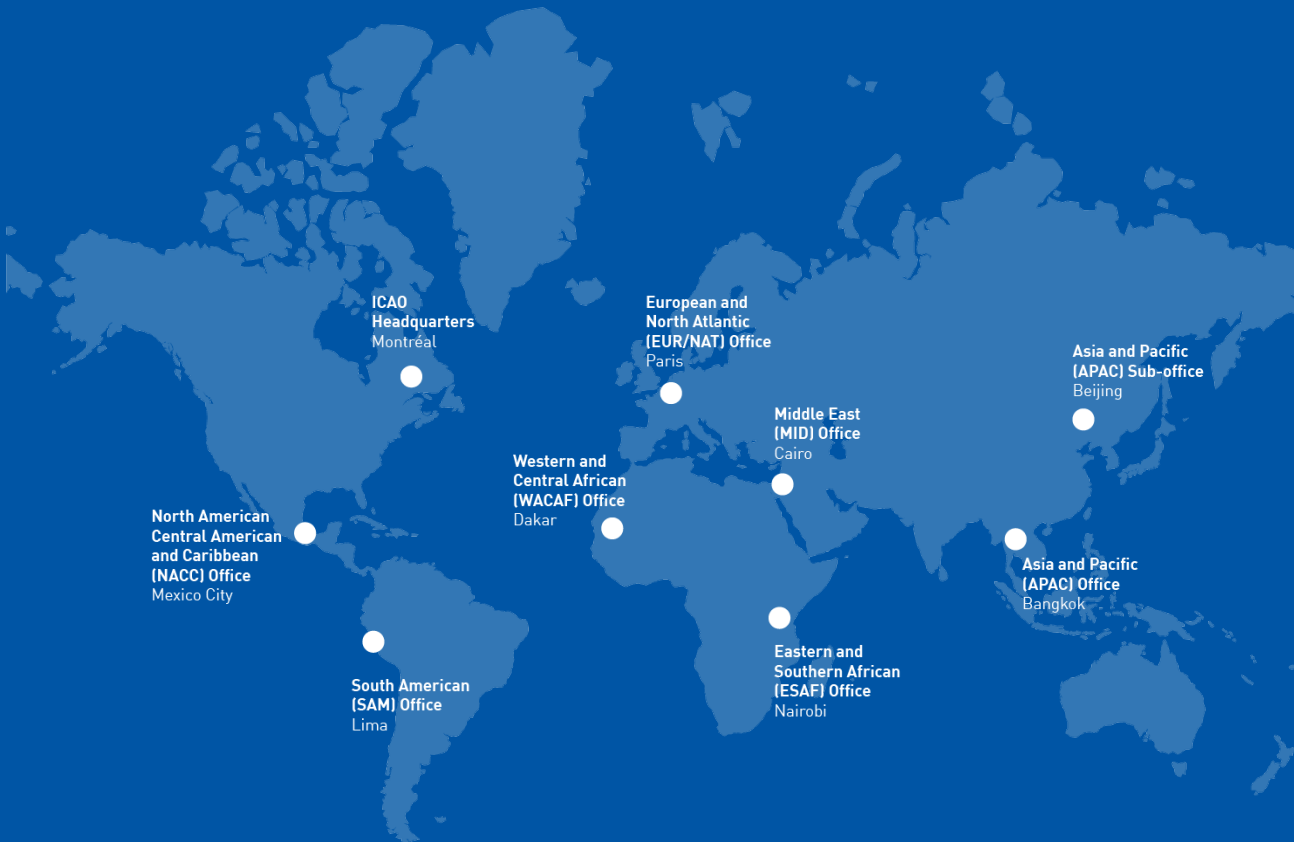 ICAO
Headquarters
Montréal
European and
North Atlantic
(EUR/NAT) Office
Paris
Asia and Pacific
(APAC) Sub-office
Beijing
Middle East
(MID) Office
Cairo
Western and
Central African
(WACAF) Office
Dakar
North American
Central American
and Caribbean
(NACC) Office
Mexico City
Asia and Pacific
(APAC) Office
Bangkok
Eastern and
Southern African
(ESAF) Office
Nairobi
South American
(SAM) Office
Lima